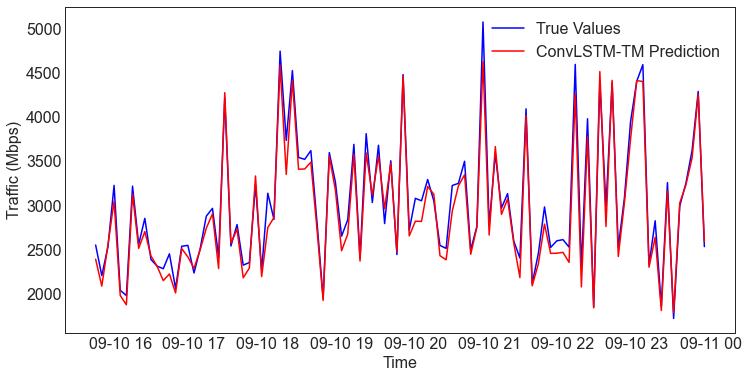 5000
4500
4000
3500
3000
2500
2000
Traffic (Mbps)
True Values
ConvLSTM-TM Prediction
09-10 16 09-10 17 09-10 18 09-10 19 09-10 20 09-10 21 09-10 22 09-10 23 09-11 00
Time